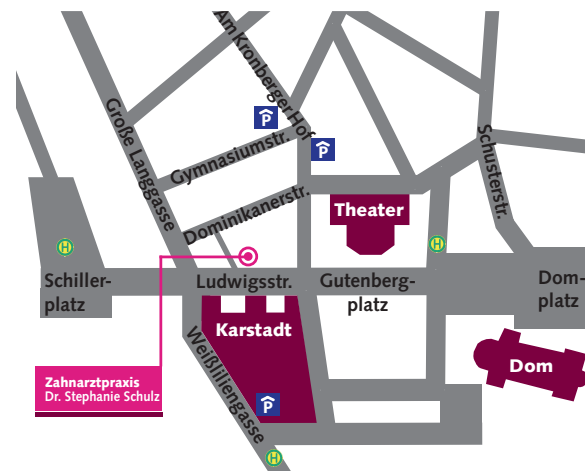 Am Kronberger Hof
Große Langgasse
P
P
Gymnasiumstr.
Schusterstr.
Dominikanerstr.
Theater
H
H
Schiller-
platz
Ludwigsstr.
Gutenberg-
platz
Dom-
platz
Karstadt
Weißliliengasse
Dom
Zahnarztpraxis
Dr. Stephanie Schulz
P
H